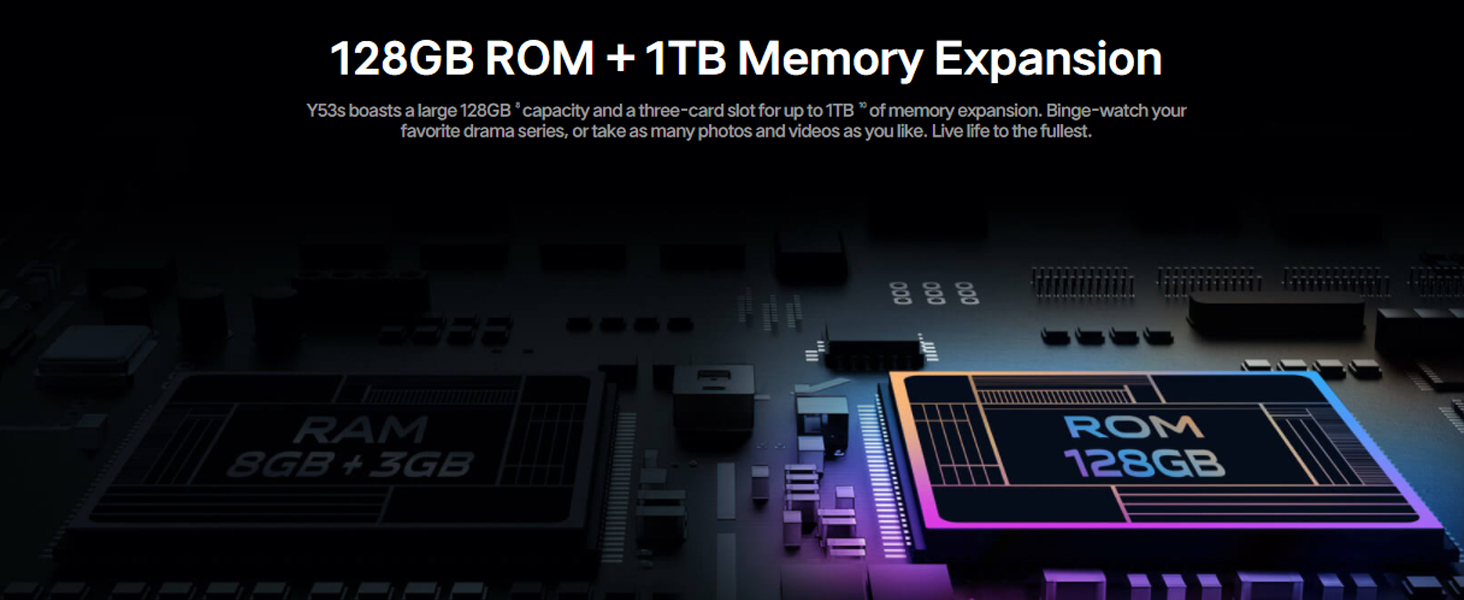 128GB ROM + 1TB Memory Expansion
Y53s boasts a large 128GB ⁸ capacity and a three-card slot for up to 1TB ¹⁰ of memory expansion. Binge-watch your
favorite drama series, or take as many photos and videos as you like. Live life to the fullest.
RAM
8GB + 3GB
ROM
128GB